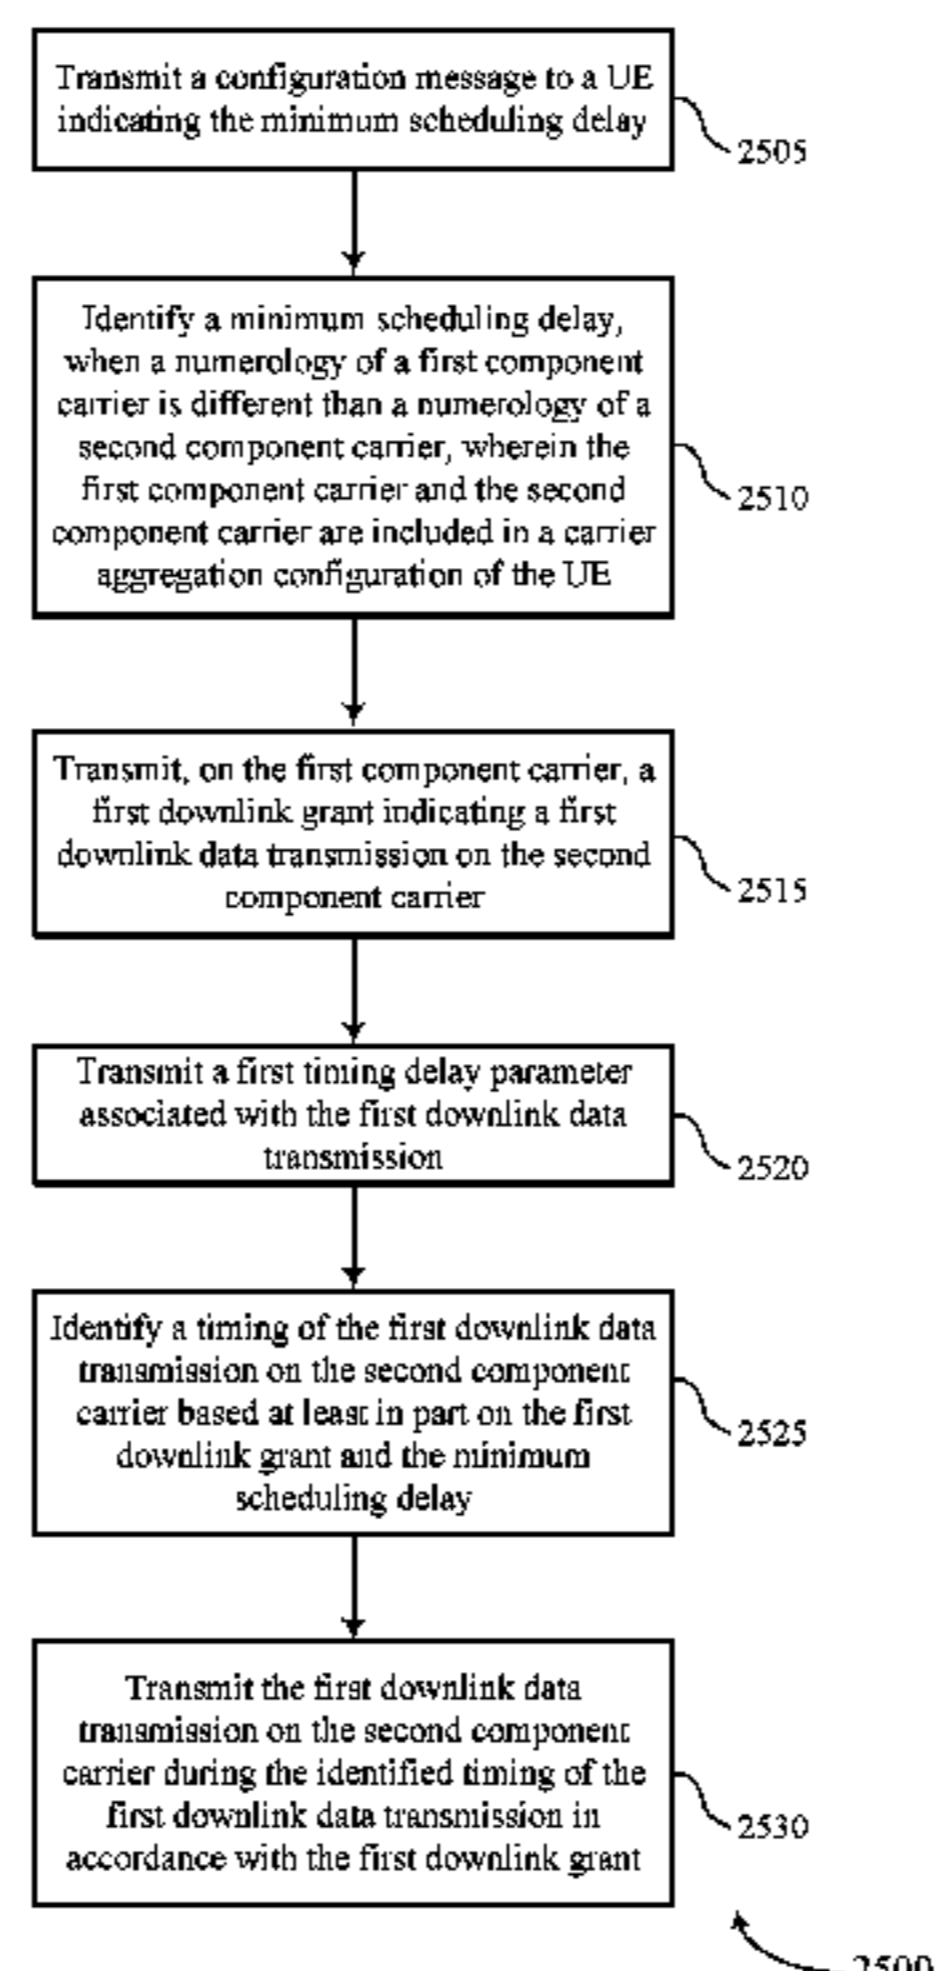 Transmit a configuration message to a UE
indicating the minimum scheduling delay
2505
Identify a minimum scheduling delay,
when a numerology of a first component
carrier is different than a numerology of a
second component carrier, wherein the
first component carrier and the second
component carrier are included in a carrier
aggregation configuration of the UE
2510
Transmit, on the first component carrier, a
first downlink grant indicating a first
downlink data transmission on the second
component carrier
2515
Transmit a first timing delay parameter
associated with the first downlink data
transmission
2520
Identify a timing of the first downlink data
transmission on the second component
carrier based at least in part on the first
downlink grant and the minimum
scheduling delay
2525
Transmit the first downlink data
transmission on the second component
carrier during the identified timing of the
first downlink data transmission in
accordance with the first downlink grant
2530
2500